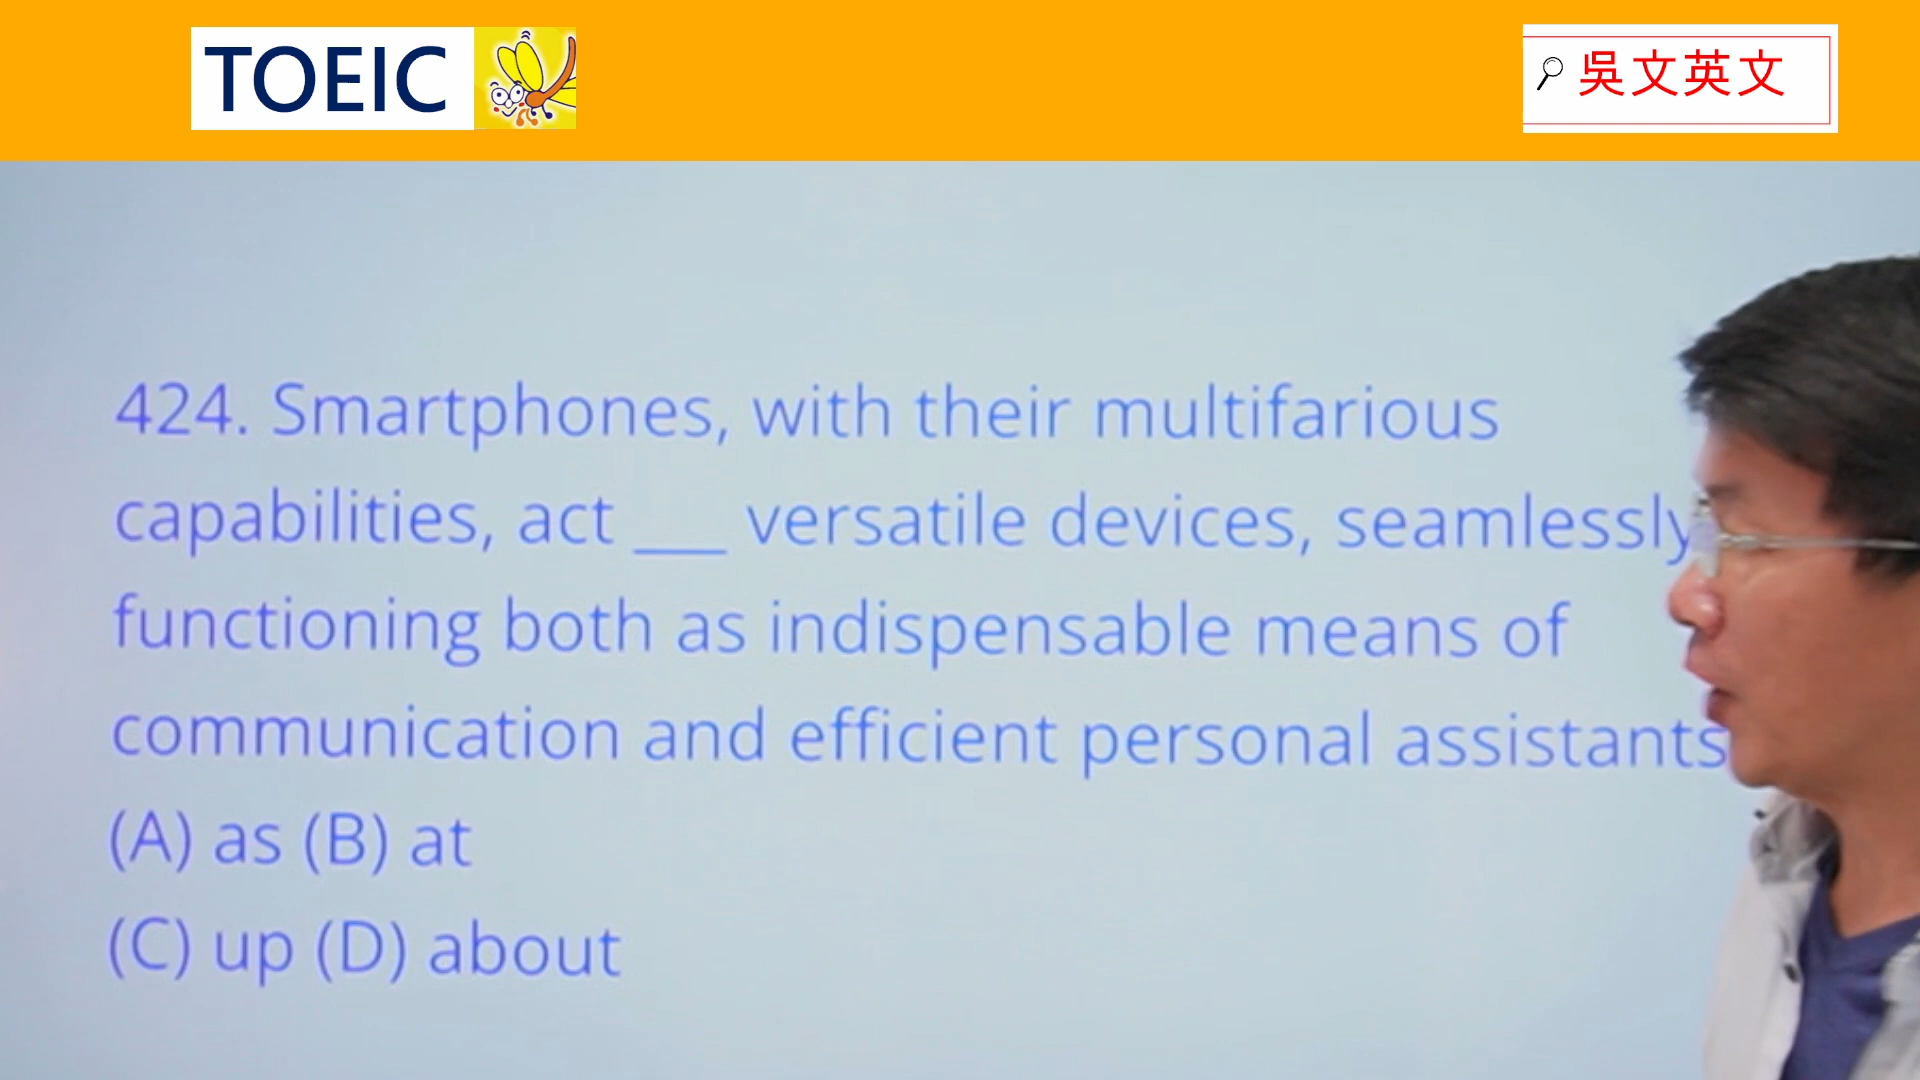 TOEIC
吳文英文
424. Smartphones, with their multifarious
capabilities, act ___ versatile devices, seamlessly
functioning both as indispensable means of
communication and efficient personal assistants
(A) as (B) at
(C) up (D) about